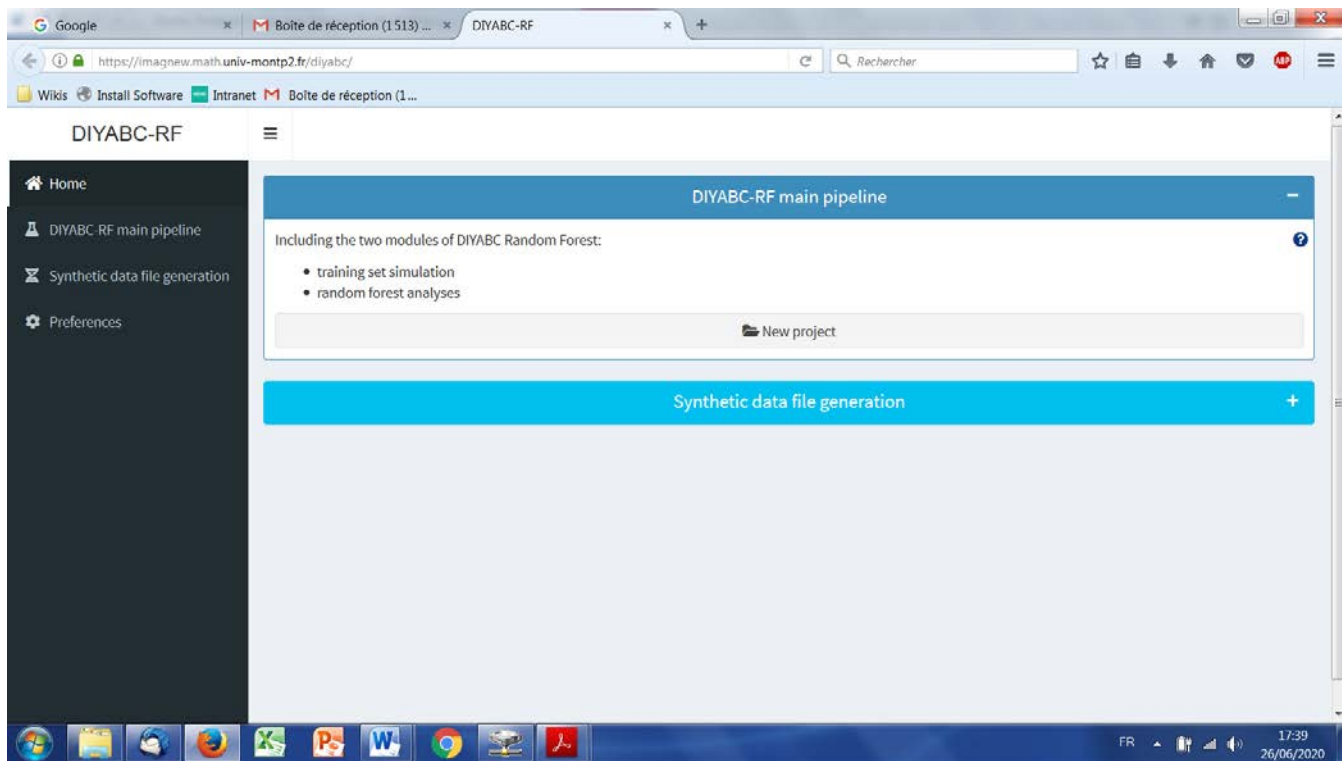 Google
Boîte de réception (1 513) ...
DIYABC-RF
https://imagnew.math.univ-montp2.fr/diyabc/
Rechercher
ABP
Wikis
Install Software
Intranet
Boîte de réception (1...
DIYABC-RF
Home
DIYABC-RF main pipeline
Synthetic data file generation
Preferences
DIYABC-RF main pipeline
Including the two modules of DIYABC Random Forest:
• training set simulation
• random forest analyses
New project
Synthetic data file generation
FR
17:39
26/06/2020